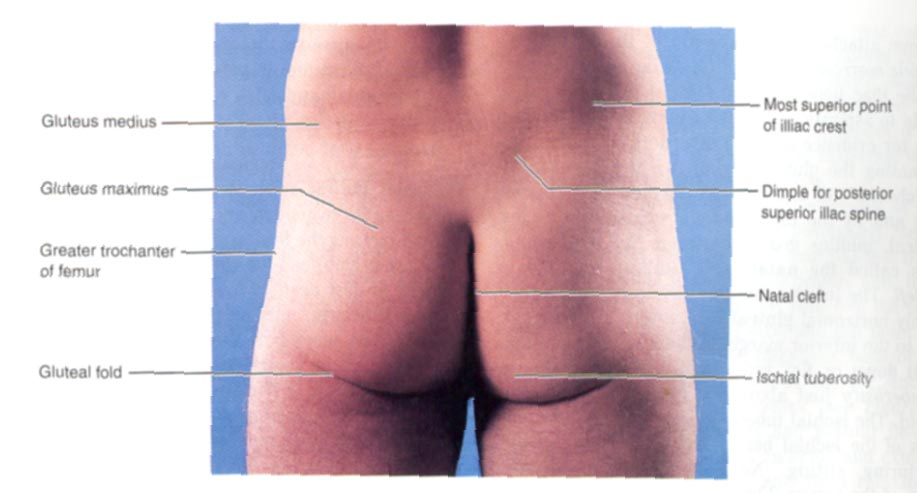 Gluteus medius
Gluteus maximus
Greater trochanter
of femur
Gluteal fold
Most superior point
of illiac crest
Dimple for posterior
superior illac spine
Natal cleft
Ischial tuberosity